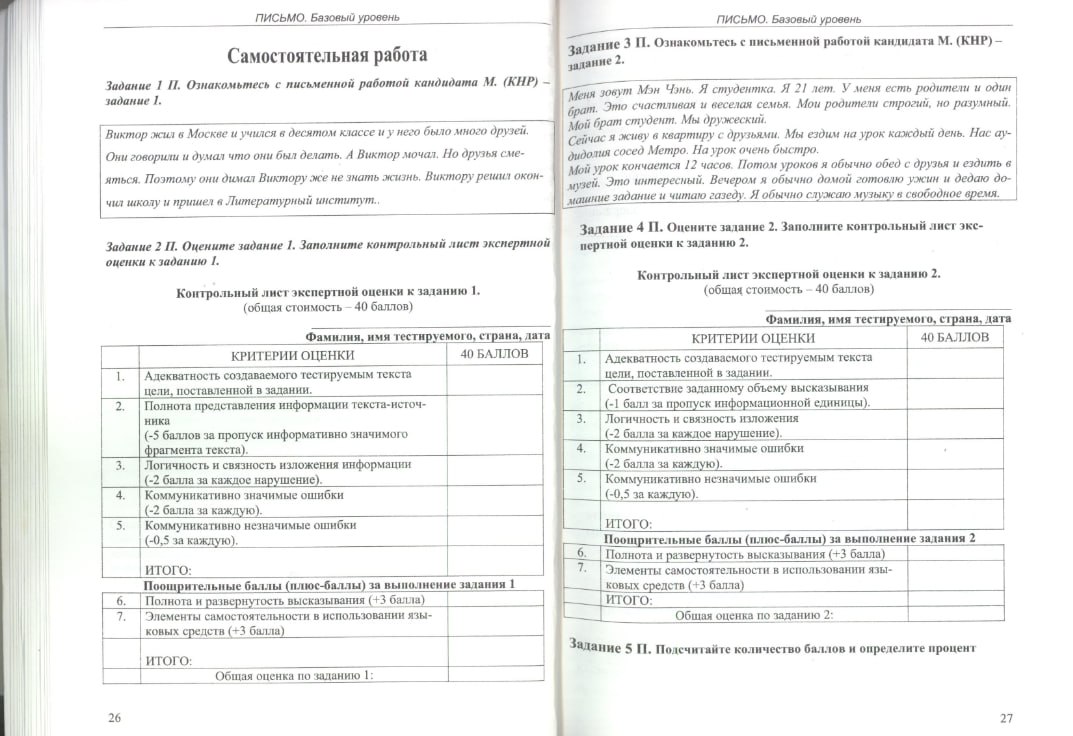 ПИСЬМО. Базовый уровень
Самостоятельная работа
Задание 1 П. Ознакомьтесь с письменной работой кандидата М. (КНР) –
задание 1.
Виктор жил в Москве и учился в десятом классе и у него было много друзей.
Они говорили и думал что они был делать. А Виктор мочал. Но друзья сме-
яться. Поэтому они димал Виктору же не знать жизнь. Виктору решил окон-
чил школу и пришел в Литературный институт..
Задание 2 П. Оцените задание 1. Заполните контрольный лист экспертной
оценки к заданию 1.
Контрольный лист экспертной оценки к заданию 1.
(общая стоимость – 40 баллов)
Фамилия, имя тестируемого, страна, дата
КРИТЕРИИ ОЦЕНКИ 40 БАЛЛОВ
1. Адекватность создаваемого тестируемым текста
цели, поставленной в задании.
2. Полнота представления информации текста-источ-
ника
(-5 баллов за пропуск информативно значимого
фрагмента текста).
3. Логичность и связность изложения информации
(-2 балла за каждое нарушение).
4. Коммуникативно значимые ошибки
(-2 балла за каждую).
5. Коммуникативно незначимые ошибки
(-0,5 за каждую).
ИТОГО:
Поощрительные баллы (плюс-баллы) за выполнение задания 1
6. Полнота и развернутость высказывания (+3 балла)
7. Элементы самостоятельности в использовании язы-
ковых средств (+3 балла)
ИТОГО:
Общая оценка по заданию 1:
26
ПИСЬМО. Базовый уровень
Задание 3 П. Ознакомьтесь с письменной работой кандидата М. (КНР) –
задание 2.
Меня зовут Мэн Чэнь. Я студентка. Я 21 лет. У меня есть родители и один
брат. Это счастливая и веселая семья. Мои родители строгий, но разумный.
Мой брат студент. Мы дружеский.
Сейчас я живу в квартиру с друзьями. Мы ездим на урок каждый день. Нас ау-
дидолия сосед Метро. На урок очень быстро.
Мой урок кончается 12 часов. Потом уроков я обычно обед с друзья и ездить в
музей. Это интересный. Вечером я обычно домой готовлю ужин и дедаю до-
машние задание и читаю газеду. Я обычно служаю музыку в свободное время.
Задание 4 П. Оцените задание 2. Заполните контрольный лист экс-
пертной оценки к заданию 2.
Контрольный лист экспертной оценки к заданию 2.
(общая стоимость – 40 баллов)
Фамилия, имя тестируемого, страна, дата
КРИТЕРИИ ОЦЕНКИ 40 БАЛЛОВ
1. Адекватность создаваемого тестируемым текста
цели, поставленной в задании.
2. Соответствие заданному объему высказывания
(-1 балл за пропуск информационной единицы).
3. Логичность и связность изложения
(-2 балла за каждое нарушение).
4. Коммуникативно значимые ошибки
(-2 балла за каждую).
5. Коммуникативно незначимые ошибки
(-0,5 за каждую).
ИТОГО:
Поощрительные баллы (плюс-баллы) за выполнение задания 2
6. Полнота и развернутость высказывания (+3 балла)
7. Элементы самостоятельности в использовании язы-
ковых средств (+3 балла)
ИТОГО:
Общая оценка по заданию 2:
Задание 5 П. Подсчитайте количество баллов и определите процент
27